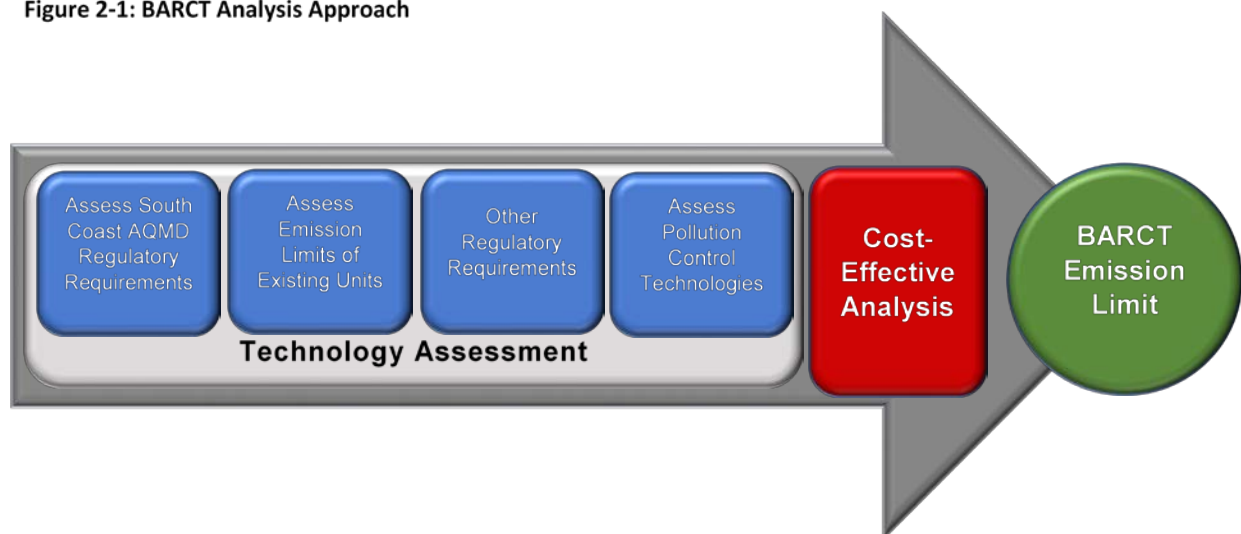 Figure 2-1: BARCT Analysis Approach
Assess South
Coast AQMD
Regulatory
Requirements
Assess
Emission
Limits of
Existing Units
Other
Regulatory
Requirements
Assess
Pollution
Control
Technologies
Technology Assessment
Cost-
Effective
Analysis
BARCT
Emission
Limit